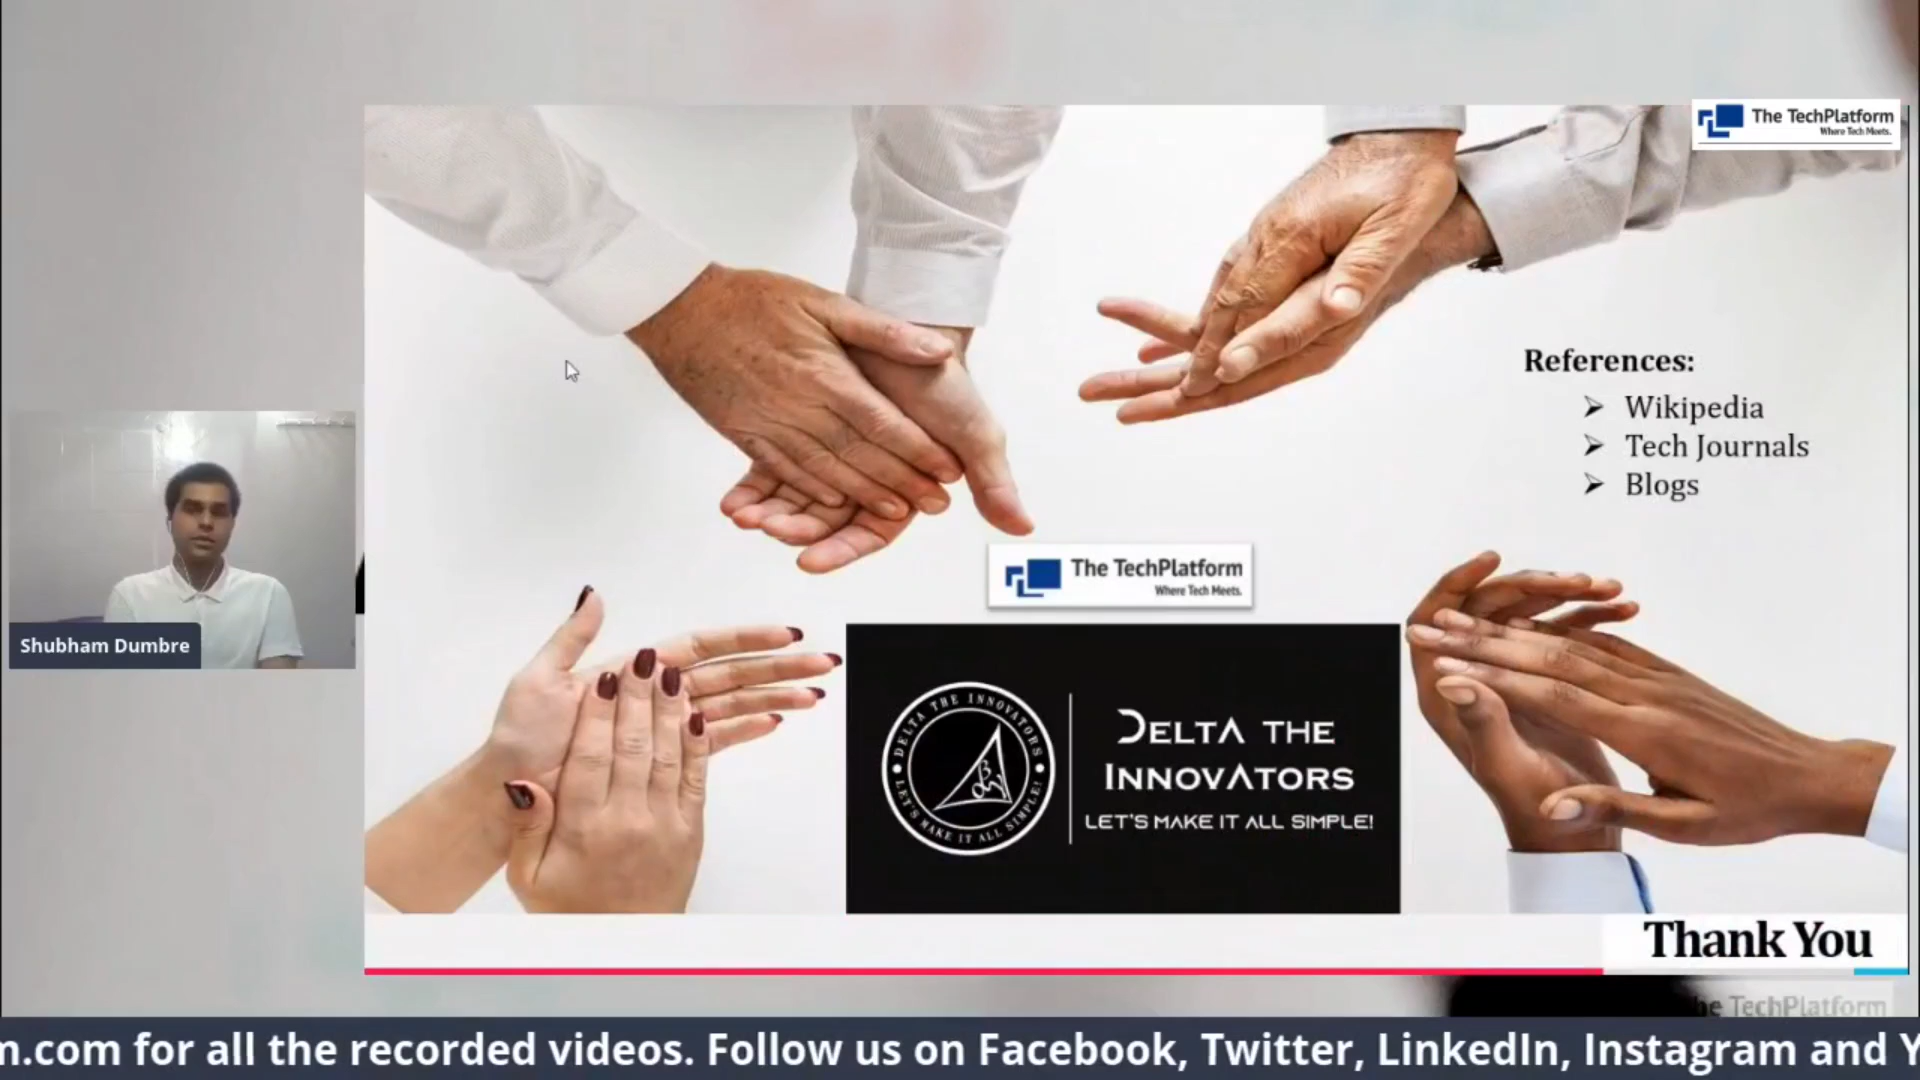 The TechPlatform
Where Tech Meets.
References:
➢ Wikipedia
➢ Tech Journals
➢ Blogs
The TechPlatform
Where Tech Meets.
Shubham Dumbre
DELTA THE INNOVATORS
LET'S MAKE IT ALL SIMPLE!
DELTA THE
INNOVATORS
LET'S MAKE IT ALL SIMPLE!
Thank You
he TechPlatform
m.com for all the recorded videos. Follow us on Facebook, Twitter, LinkedIn, Instagram and Y